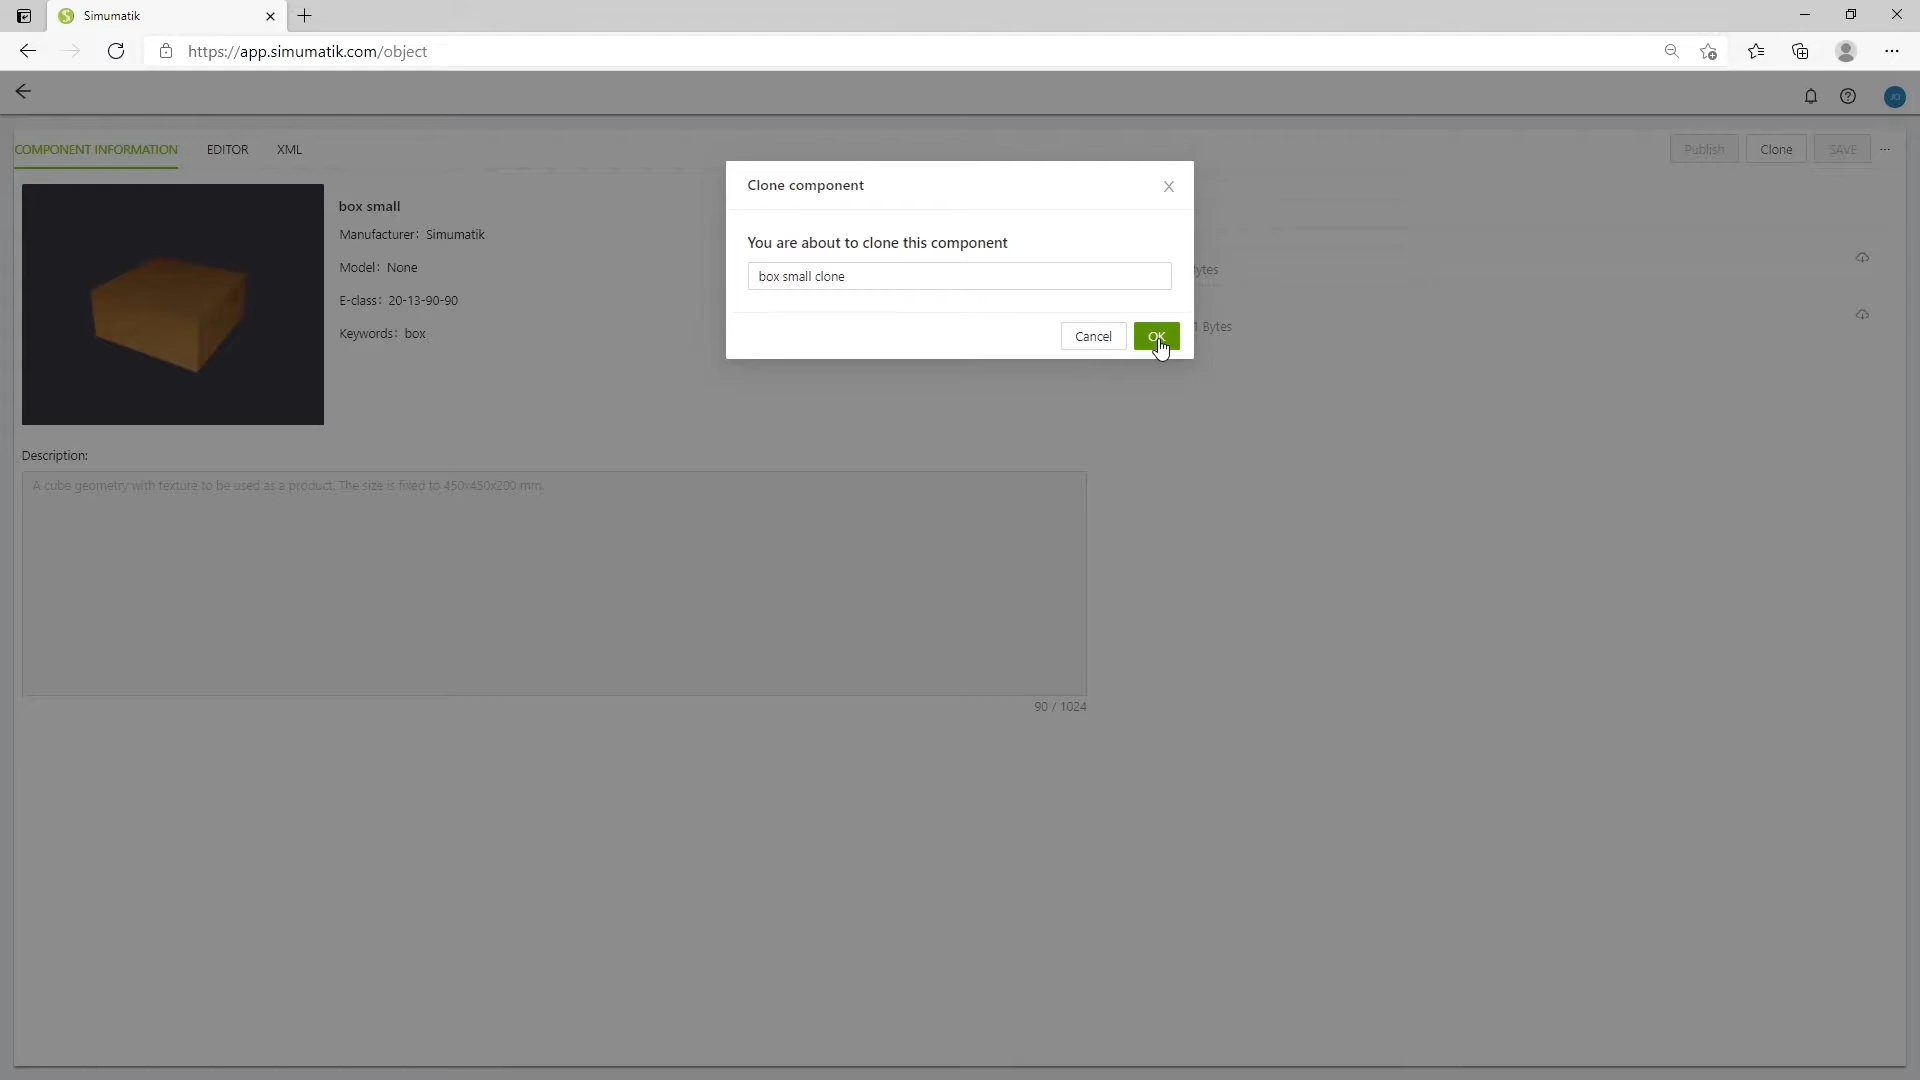 Simumatik
https://app.simumatik.com/object
COMPONENT INFORMATION
EDITOR
XML
Publish
Clone
SAVE
Clone component
You are about to clone this component
box small clone
Cancel
OK
box small
Manufacturer: Simumatik
Model: None
E-class: 20-13-90-90
Keywords: box
Bytes
Description:
A cube geometry with texture to be used as a product. The size is fixed to 450x450x200 mm.
90 / 1024